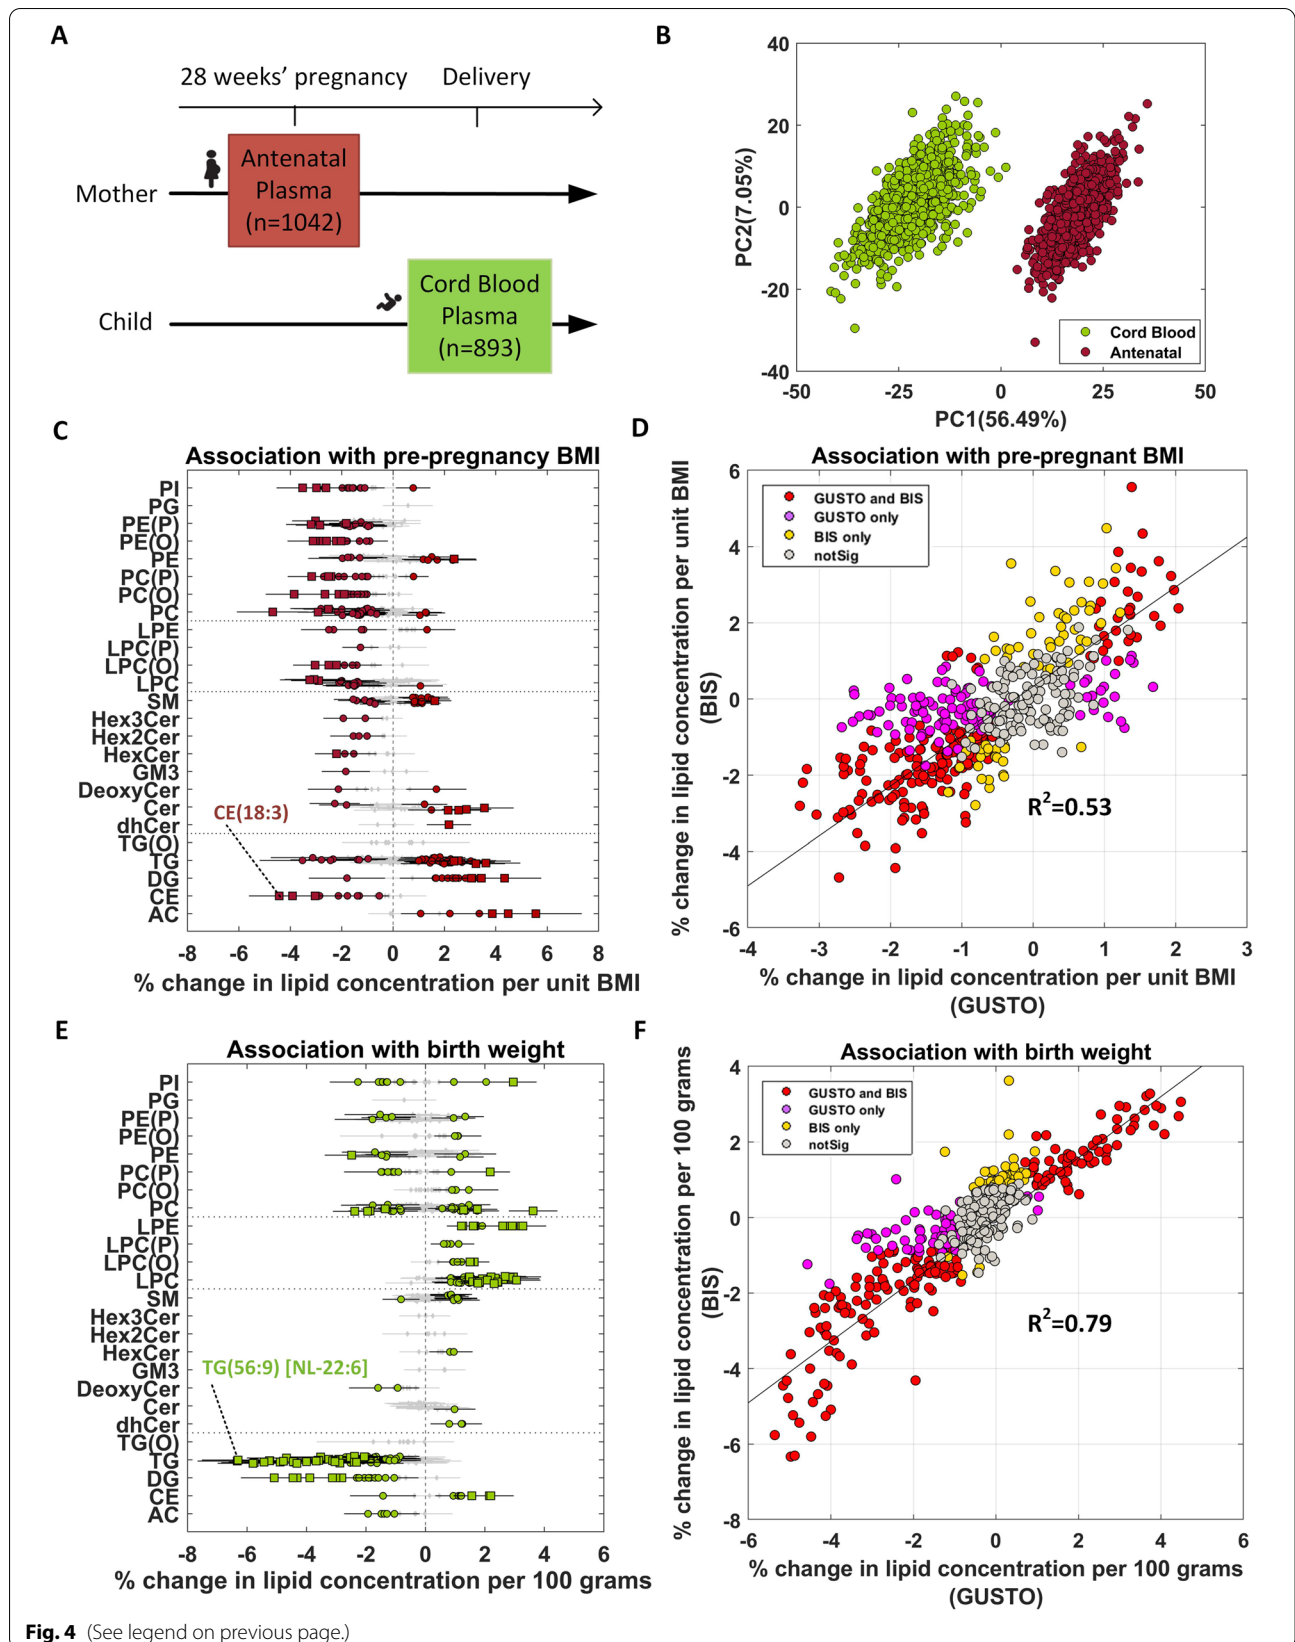 A
28 weeks’ pregnancy
Delivery
Mother
Antenatal
Plasma
(n=1042)
Child
Cord Blood
Plasma
(n=893)
B
40
20
0
-20
-40
PC2(7.05%)
Cord Blood
Antenatal
-50
-25
0
25
50
PC1(56.49%)
C
Association with pre-pregnancy BMI
PI
PG
PE(P)
PE(O)
PE
PC(P)
PC(O)
PC
LPE
LPC(P)
LPC(O)
LPC
SM
Hex3Cer
Hex2Cer
HexCer
GM3
DeoxyCer
Cer
dhCer
TG(O)
TG
DG
CE
AC
CE(18:3)
-8
-6
-4
-2
0
2
4
6
8
% change in lipid concentration per unit BMI
D
Association with pre-pregnant BMI
% change in lipid concentration per unit BMI
(BIS)
6
4
2
0
-2
-4
-6
GUSTO and BIS
GUSTO only
BIS only
notSig
R²=0.53
-4
-3
-2
-1
0
1
2
3
% change in lipid concentration per unit BMI
(GUSTO)
E
Association with birth weight
PI
PG
PE(P)
PE(O)
PE
PC(P)
PC(O)
PC
LPE
LPC(P)
LPC(O)
LPC
SM
Hex3Cer
Hex2Cer
HexCer
GM3
DeoxyCer
Cer
dhCer
TG(O)
TG
DG
CE
AC
TG(56:9) [NL-22:6]
-8
-6
-4
-2
0
2
4
6
% change in lipid concentration per 100 grams
F
Association with birth weight
% change in lipid concentration per 100 grams
(BIS)
4
2
0
-2
-4
-6
-8
GUSTO and BIS
GUSTO only
BIS only
notSig
R²=0.79
-6
-4
-2
0
2
4
6
% change in lipid concentration per 100 grams
(GUSTO)
Fig. 4 (See legend on previous page.)